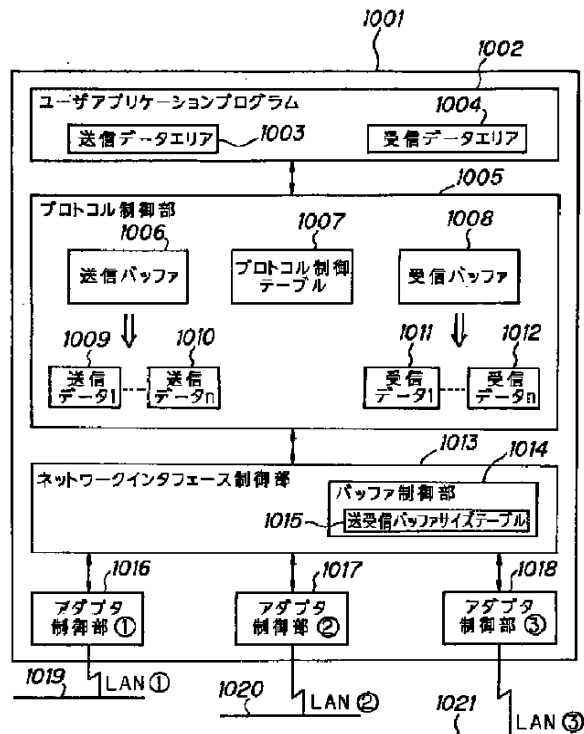 1001
1002
ユーザアプリケーションプログラム
1003
1004
送信データエリア
受信データエリア
1005
プロトコル制御部
1006
1007
1008
送信バッファ
プロトコル制御
テーブル
受信バッファ
1009
1010
1011
1012
送信
データ1
送信
データn
受信
データ1
受信
データn
1013
ネットワークインタフェース制御部
1014
バッファ制御部
1015
送受信バッファサイズテーブル
1016
1017
1018
アダプタ
制御部①
アダプタ
制御部②
アダプタ
制御部③
1019
LAN①
1020
LAN②
1021
LAN③